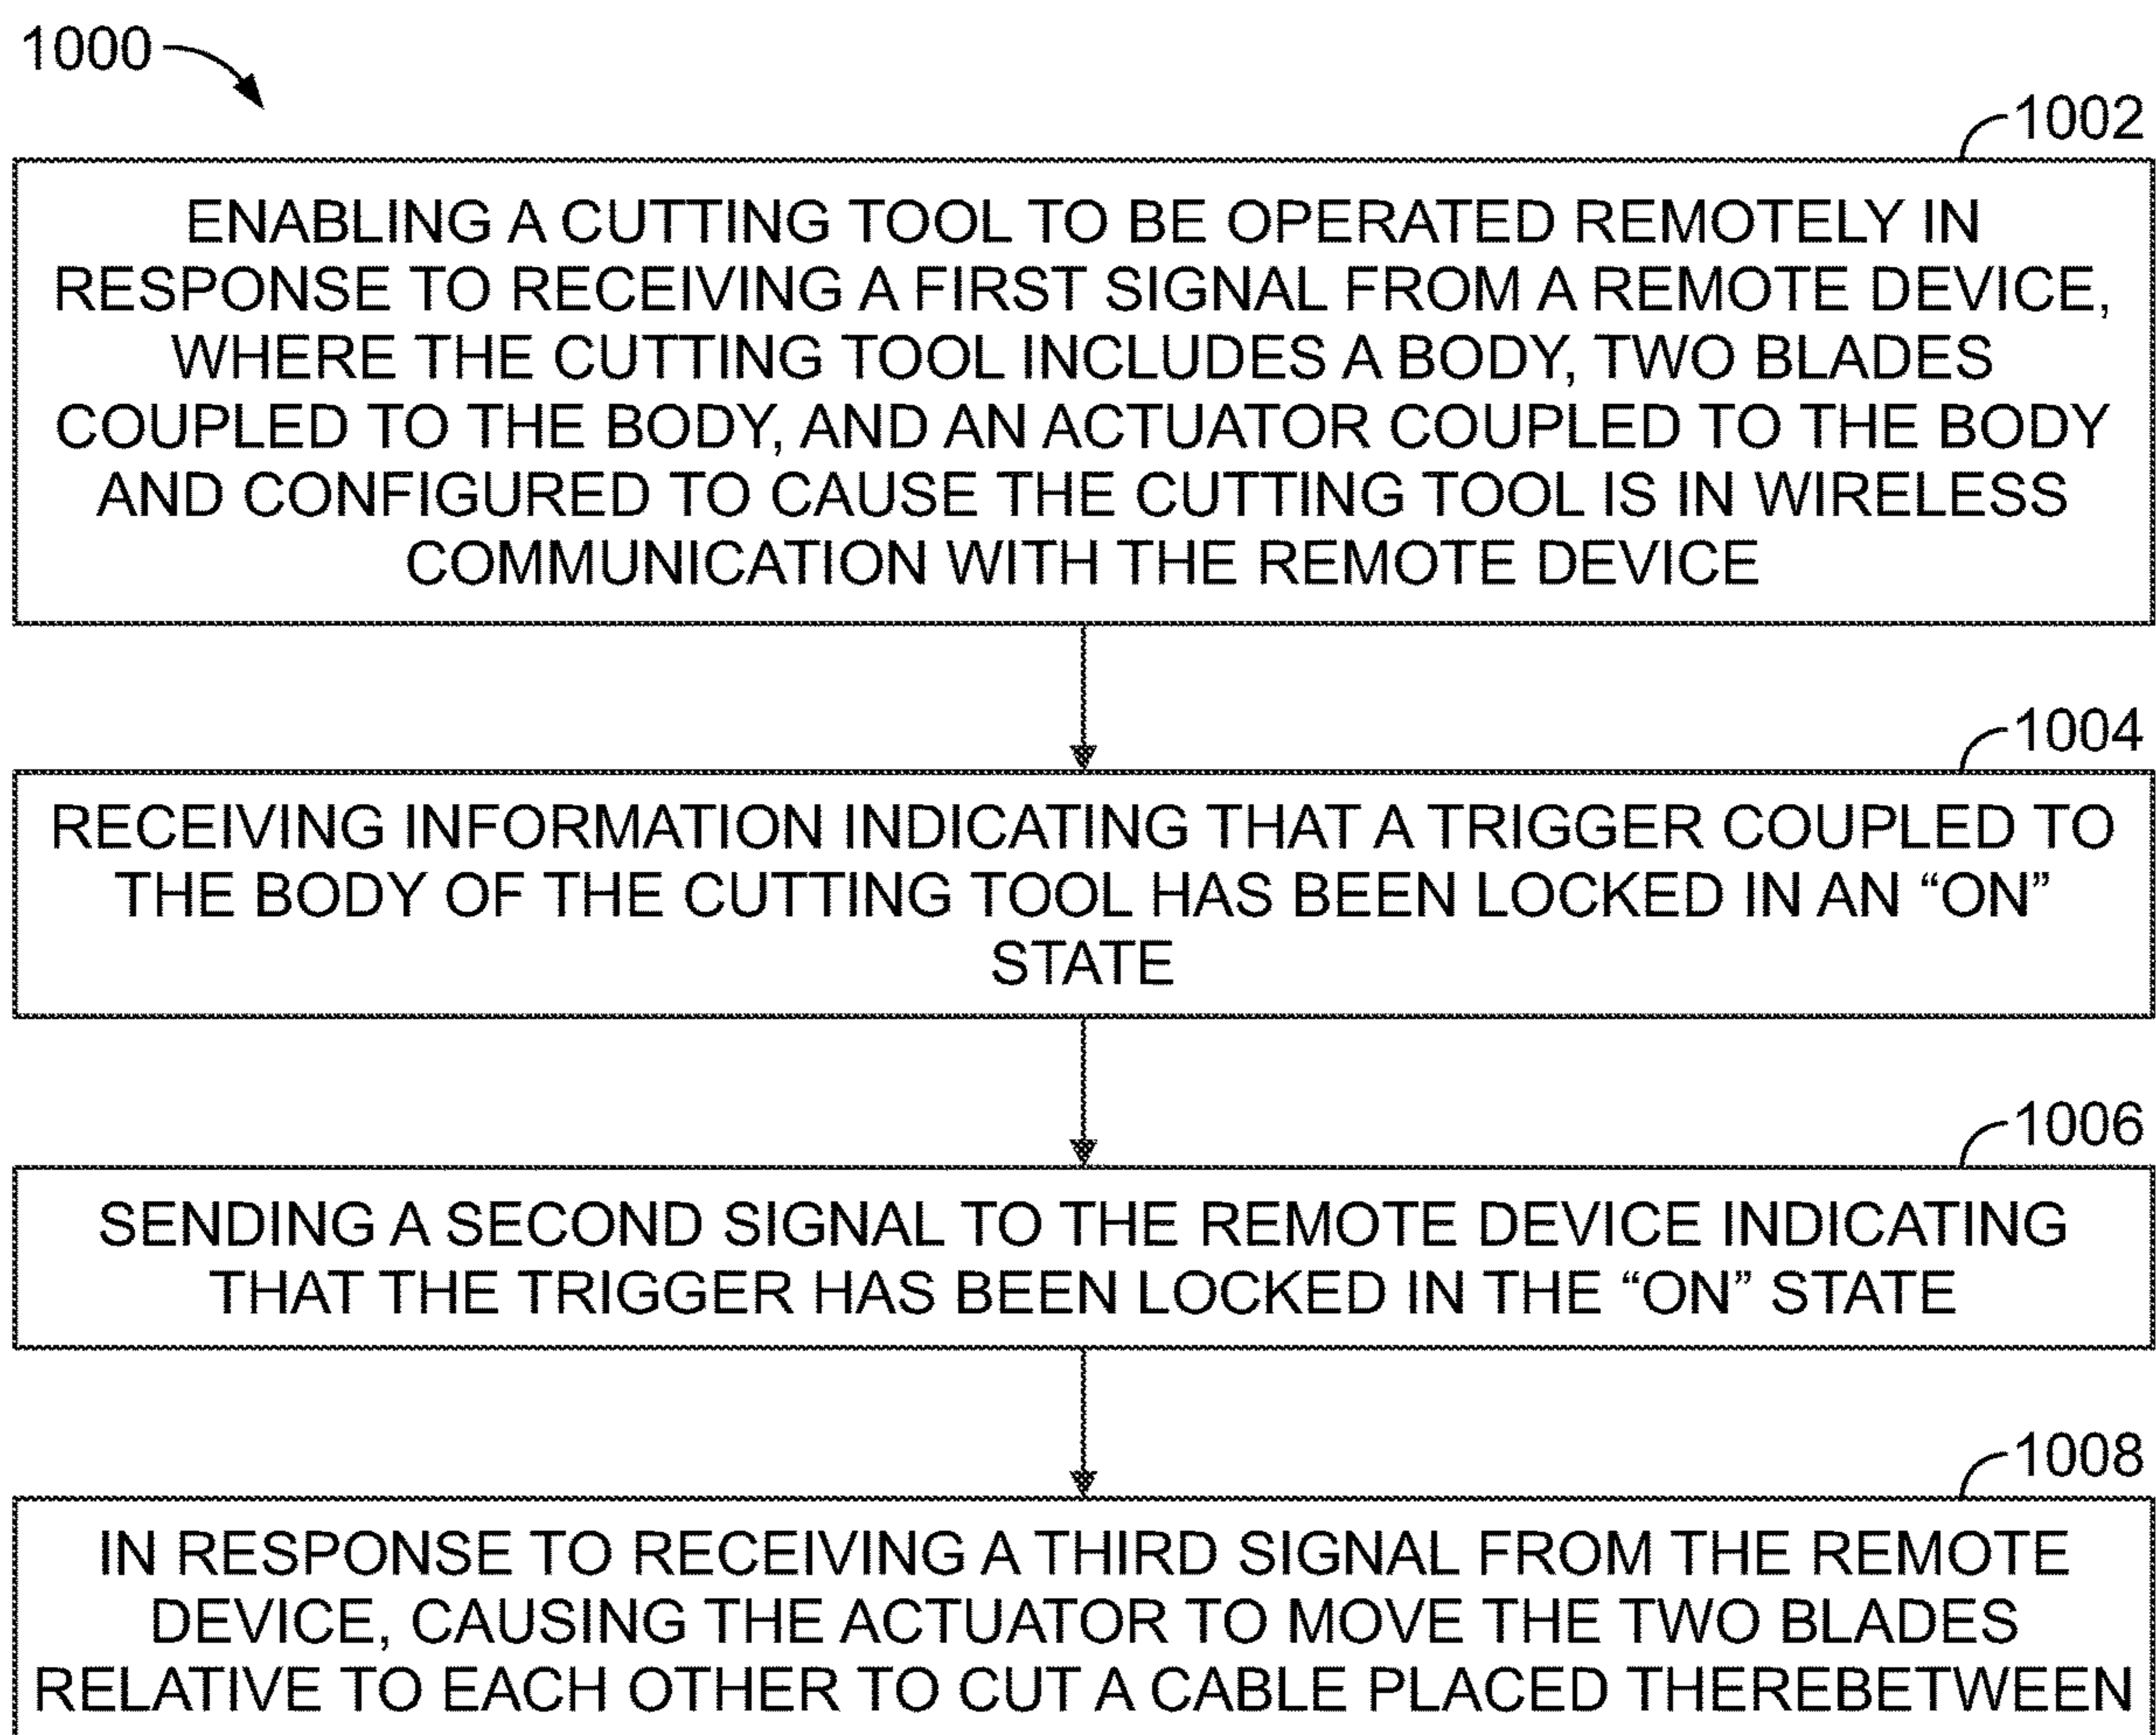 1000
1002
ENABLING A CUTTING TOOL TO BE OPERATED REMOTELY IN
RESPONSE TO RECEIVING A FIRST SIGNAL FROM A REMOTE DEVICE,
WHERE THE CUTTING TOOL INCLUDES A BODY, TWO BLADES
COUPLED TO THE BODY, AND AN ACTUATOR COUPLED TO THE BODY
AND CONFIGURED TO CAUSE THE CUTTING TOOL IS IN WIRELESS
COMMUNICATION WITH THE REMOTE DEVICE
1004
RECEIVING INFORMATION INDICATING THAT A TRIGGER COUPLED TO
THE BODY OF THE CUTTING TOOL HAS BEEN LOCKED IN AN “ON”
STATE
1006
SENDING A SECOND SIGNAL TO THE REMOTE DEVICE INDICATING
THAT THE TRIGGER HAS BEEN LOCKED IN THE “ON” STATE
1008
IN RESPONSE TO RECEIVING A THIRD SIGNAL FROM THE REMOTE
DEVICE, CAUSING THE ACTUATOR TO MOVE THE TWO BLADES
RELATIVE TO EACH OTHER TO CUT A CABLE PLACED THEREBETWEEN